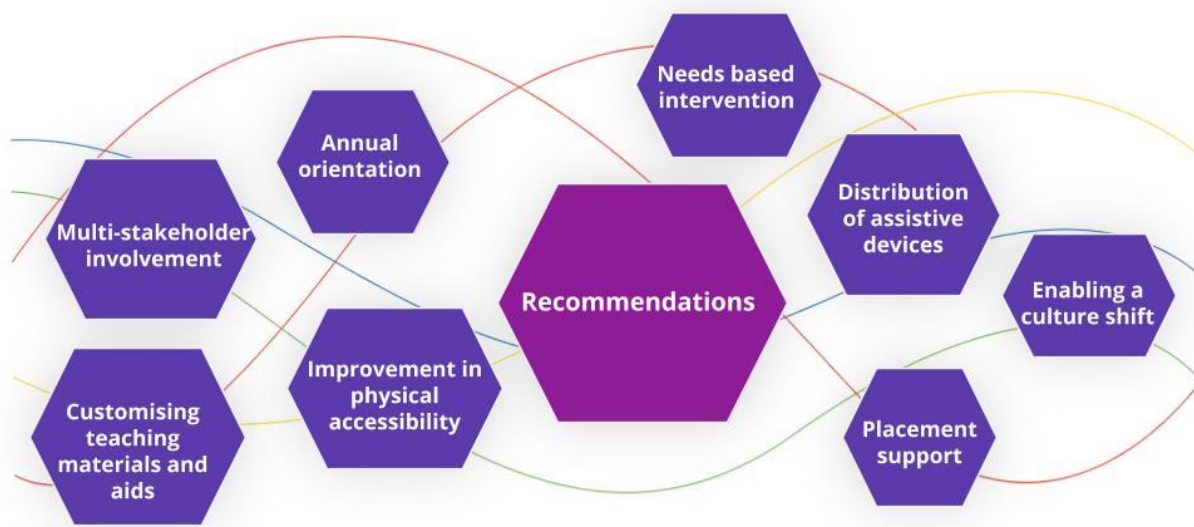 Needs based
intervention
Annual
orientation
Distribution
of assistive
devices
Multi-stakeholder
involvement
Recommendations
Enabling a
culture shift
Improvement in
physical
accessibility
Customising
teaching
materials and
aids
Placement
support